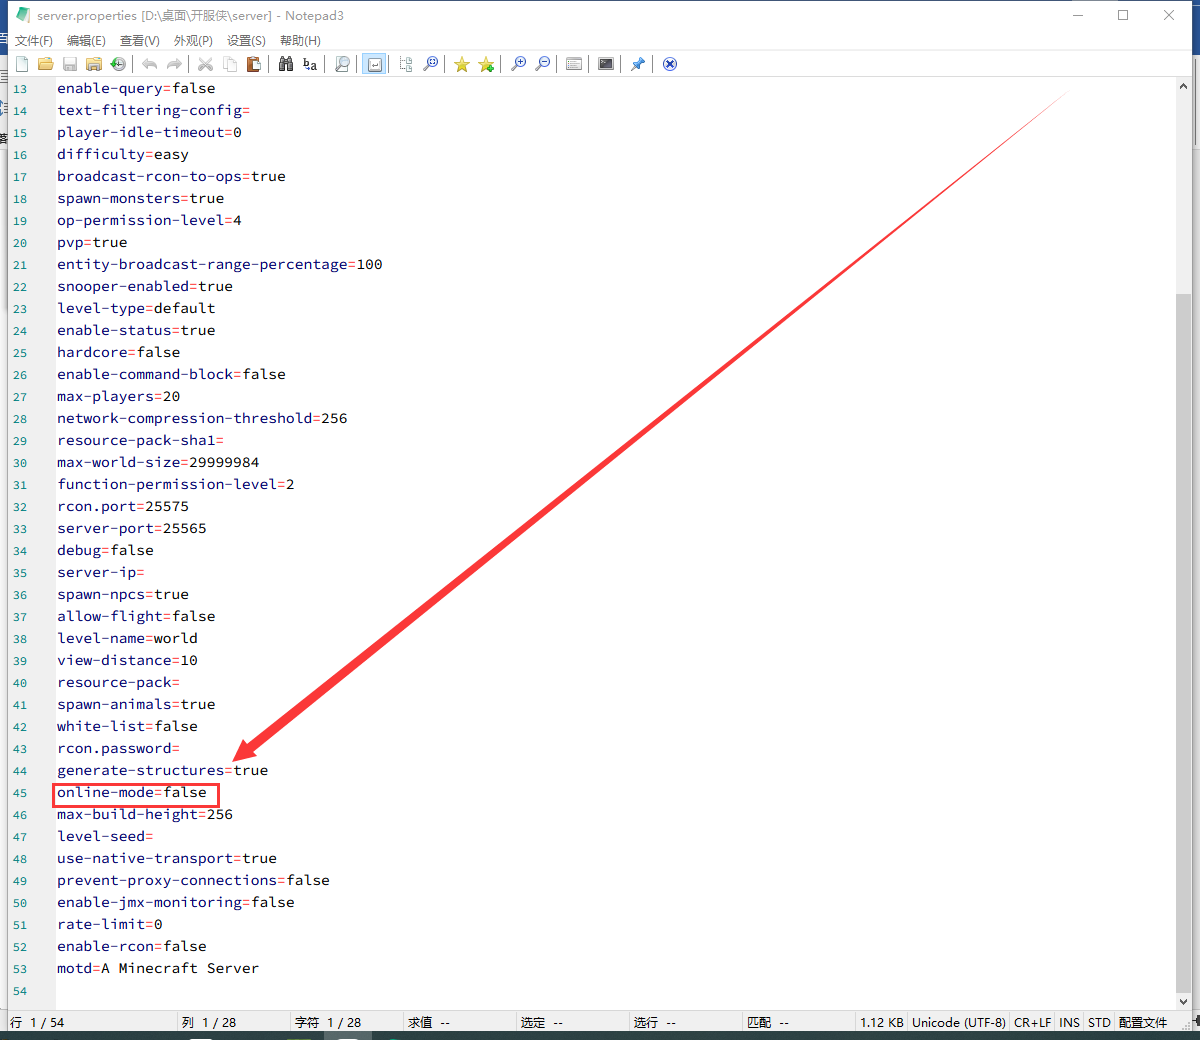 server.properties [D:\桌面\开服侠\server] - Notepad3
文件(F) 编辑(E) 查看(V) 外观(P) 设置(S) 帮助(H)
13 enable-query=false
14 text-filtering-config=
15 player-idle-timeout=0
16 difficulty=easy
17 broadcast-rcon-to-ops=true
18 spawn-monsters=true
19 op-permission-level=4
20 pvp=true
21 entity-broadcast-range-percentage=100
22 snooper-enabled=true
23 level-type=default
24 enable-status=true
25 hardcore=false
26 enable-command-block=false
27 max-players=20
28 network-compression-threshold=256
29 resource-pack-sha1=
30 max-world-size=29999984
31 function-permission-level=2
32 rcon.port=25575
33 server-port=25565
34 debug=false
35 server-ip=
36 spawn-npcs=true
37 allow-flight=false
38 level-name=world
39 view-distance=10
40 resource-pack=
41 spawn-animals=true
42 white-list=false
43 rcon.password=
44 generate-structures=true
45 online-mode=false
46 max-build-height=256
47 level-seed=
48 use-native-transport=true
49 prevent-proxy-connections=false
50 enable-jmx-monitoring=false
51 rate-limit=0
52 enable-rcon=false
53 motd=A Minecraft Server
54
行 1 / 54 列 1 / 28 字符 1 / 28 求值 -- 选定 -- 选行 -- 匹配 -- 1.12 KB Unicode (UTF-8) CR+LF INS STD 配置文件